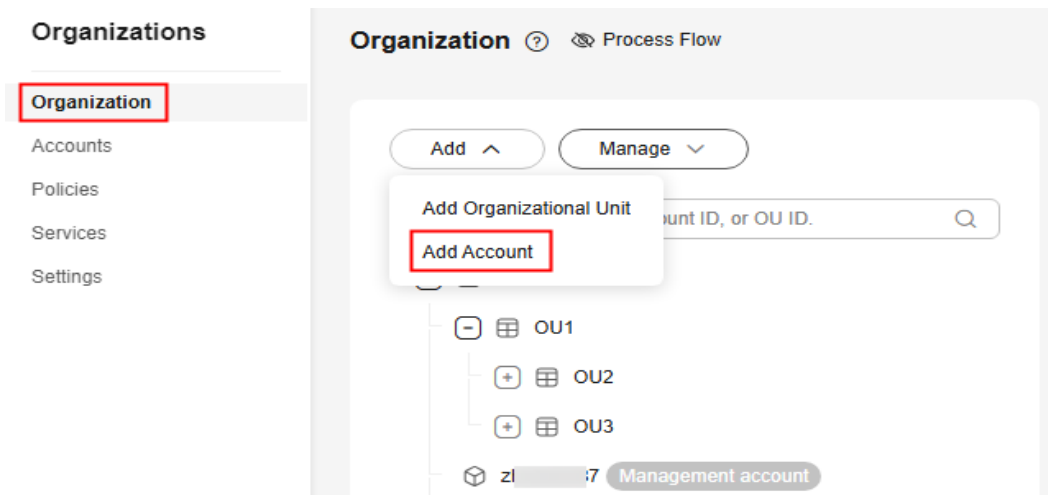 Organizations
Organization
Accounts
Policies
Services
Settings
Organization ? Process Flow
Add Manage
Add Organizational Unit
Add Account
ount ID, or OU ID.
OU1
OU2
OU3
Management account